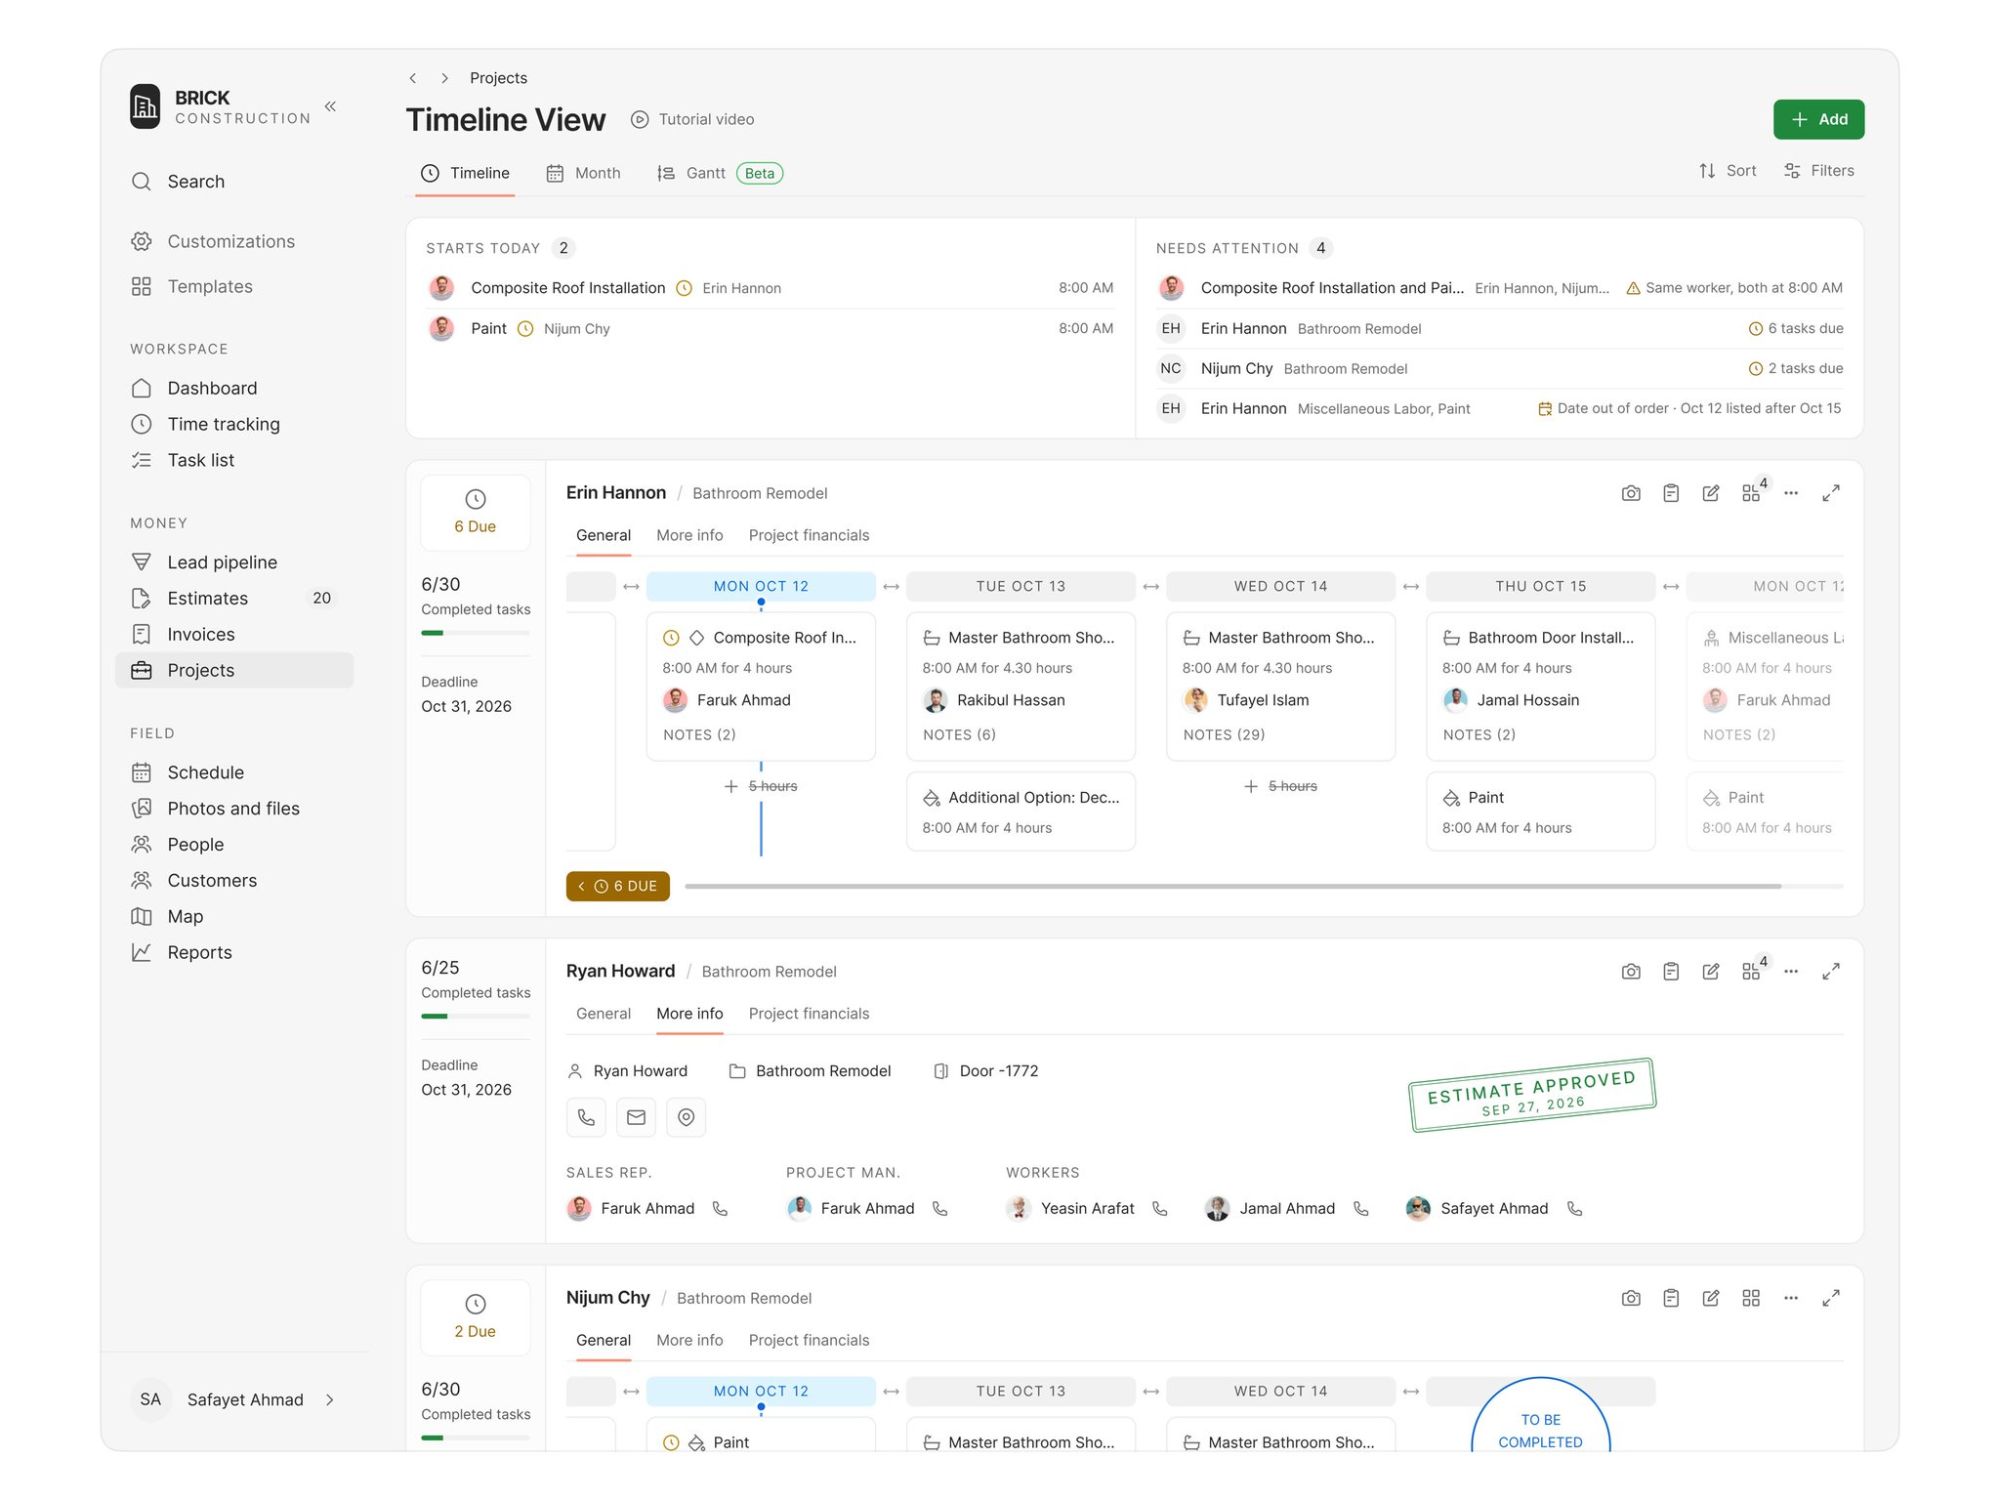 BRICK
CONSTRUCTION
Search
Customizations
Templates
WORKSPACE
Dashboard
Time tracking
Task list
MONEY
Lead pipeline
Estimates 20
Invoices
Projects
FIELD
Schedule
Photos and files
People
Customers
Map
Reports
SA Safayet Ahmad
Projects
Timeline View Tutorial video
Add
Timeline Month Gantt Beta
Sort Filters
STARTS TODAY 2
Composite Roof Installation Erin Hannon 8:00 AM
Paint Nijum Chy 8:00 AM
NEEDS ATTENTION 4
Composite Roof Installation and Pai... Erin Hannon, Nijum... Same worker, both at 8:00 AM
EH Erin Hannon Bathroom Remodel 6 tasks due
NC Nijum Chy Bathroom Remodel 2 tasks due
EH Erin Hannon Miscellaneous Labor, Paint Date out of order · Oct 12 listed after Oct 15
6 Due
6/30
Completed tasks
Deadline
Oct 31, 2026
Erin Hannon / Bathroom Remodel
4
General More info Project financials
MON OCT 12 TUE OCT 13 WED OCT 14 THU OCT 15 MON OCT 12
Composite Roof In...
8:00 AM for 4 hours
Faruk Ahmad
NOTES (2)
5 hours
Master Bathroom Sho...
8:00 AM for 4.30 hours
Rakibul Hassan
NOTES (6)
Additional Option: Dec...
8:00 AM for 4 hours
Master Bathroom Sho...
8:00 AM for 4.30 hours
Tufayel Islam
NOTES (29)
5 hours
Bathroom Door Install...
8:00 AM for 4 hours
Jamal Hossain
NOTES (2)
Paint
8:00 AM for 4 hours
Miscellaneous La
8:00 AM for 4 hours
Faruk Ahmad
NOTES (2)
Paint
8:00 AM for 4 hours
6 DUE
6/25
Completed tasks
Deadline
Oct 31, 2026
Ryan Howard / Bathroom Remodel
4
General More info Project financials
Ryan Howard Bathroom Remodel Door -1772
ESTIMATE APPROVED
SEP 27, 2026
SALES REP. PROJECT MAN. WORKERS
Faruk Ahmad Faruk Ahmad Yeasin Arafat Jamal Ahmad Safayet Ahmad
2 Due
6/30
Completed tasks
Nijum Chy / Bathroom Remodel
General More info Project financials
MON OCT 12 TUE OCT 13 WED OCT 14
Paint Master Bathroom Sho... Master Bathroom Sho...
TO BE
COMPLETED